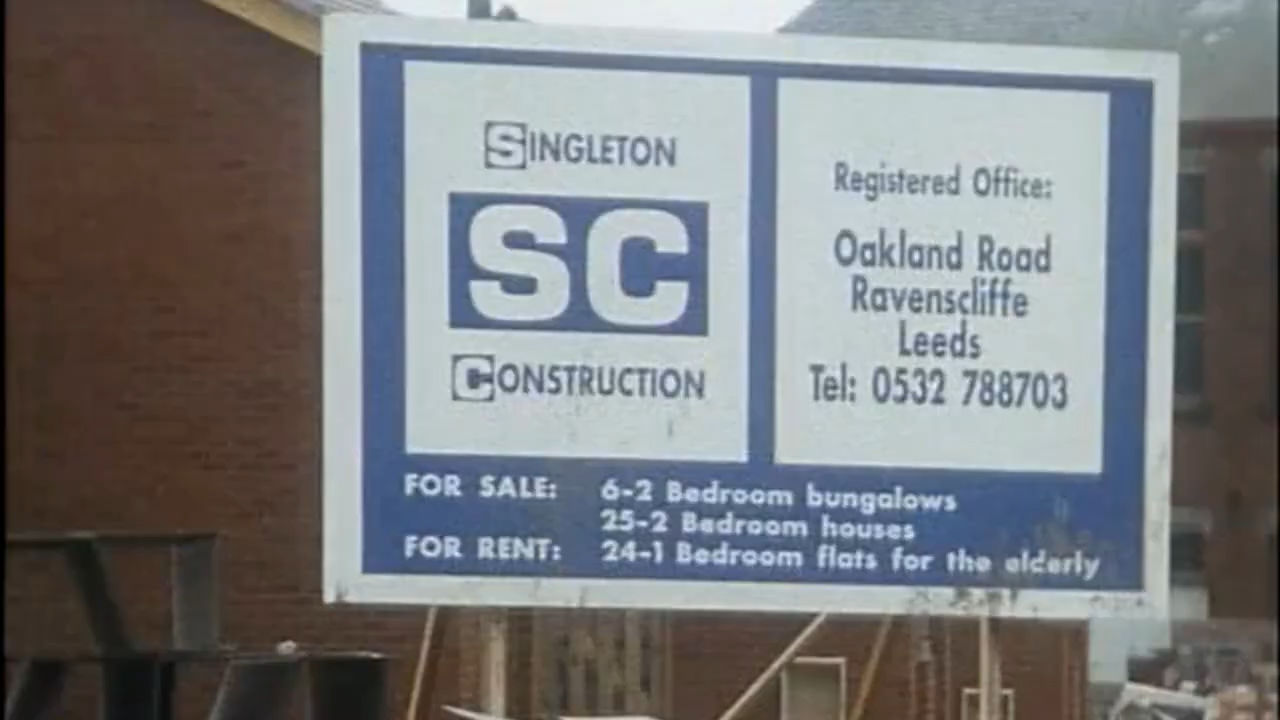 SINGLETON
SC
CONSTRUCTION
Registered Office:
Oakland Road
Ravenscliffe
Leeds
Tel: 0532 788703
FOR SALE: 6-2 Bedroom bungalows
25-2 Bedroom houses
FOR RENT: 24-1 Bedroom flats for the elderly